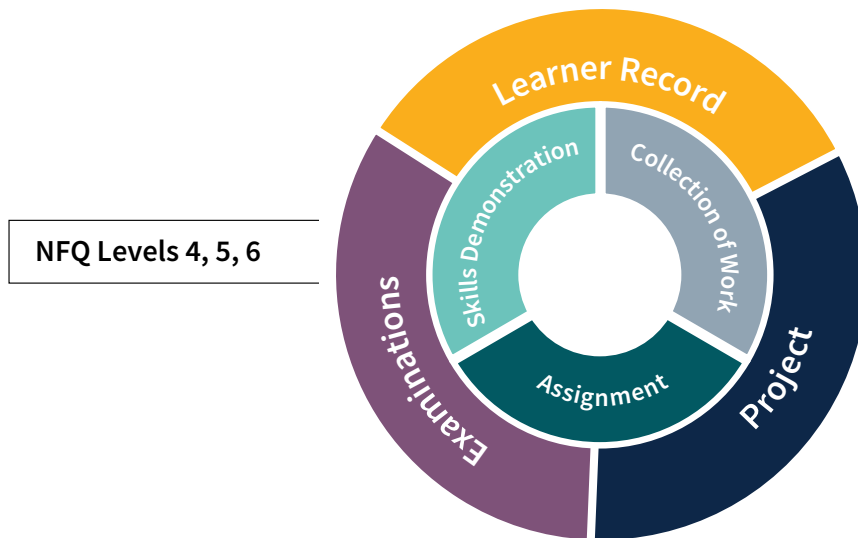 Learner Record
Skills Demonstration
Collection of Work
NFQ Levels 4, 5, 6
Examinations
Assignment
Project